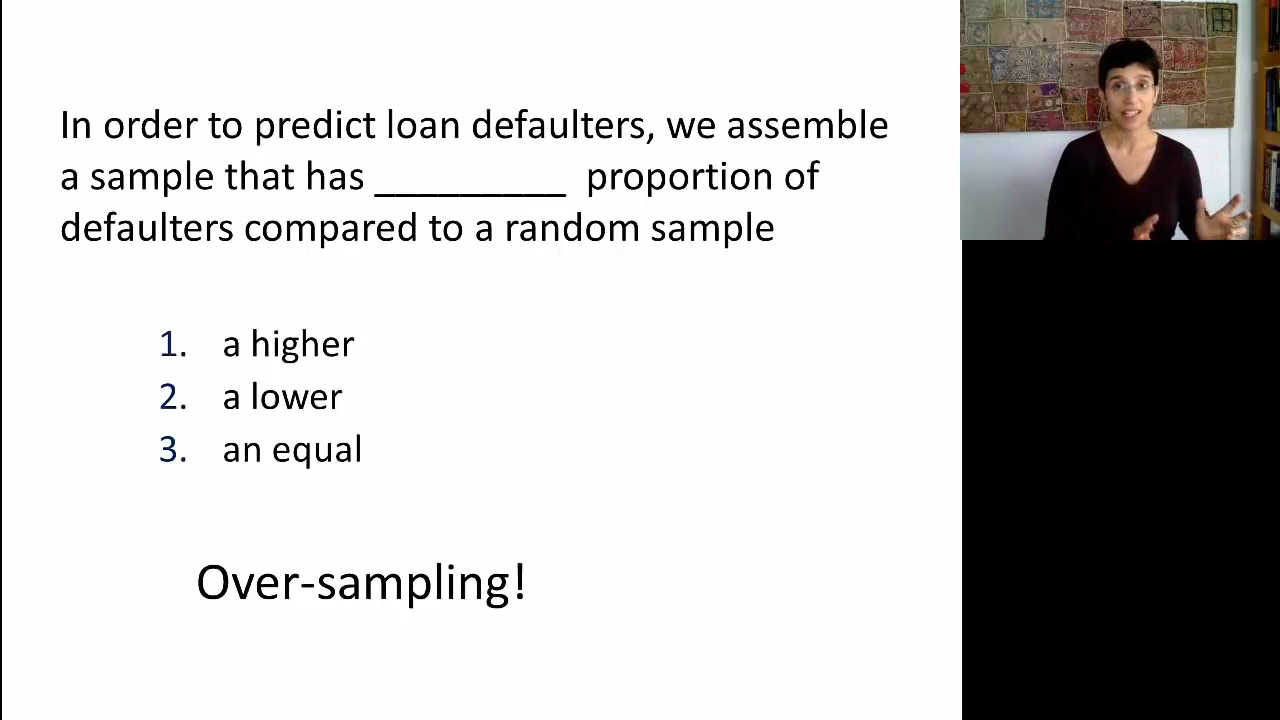 In order to predict loan defaulters, we assemble
a sample that has _________ proportion of
defaulters compared to a random sample
1. a higher
2. a lower
3. an equal
Over-sampling!